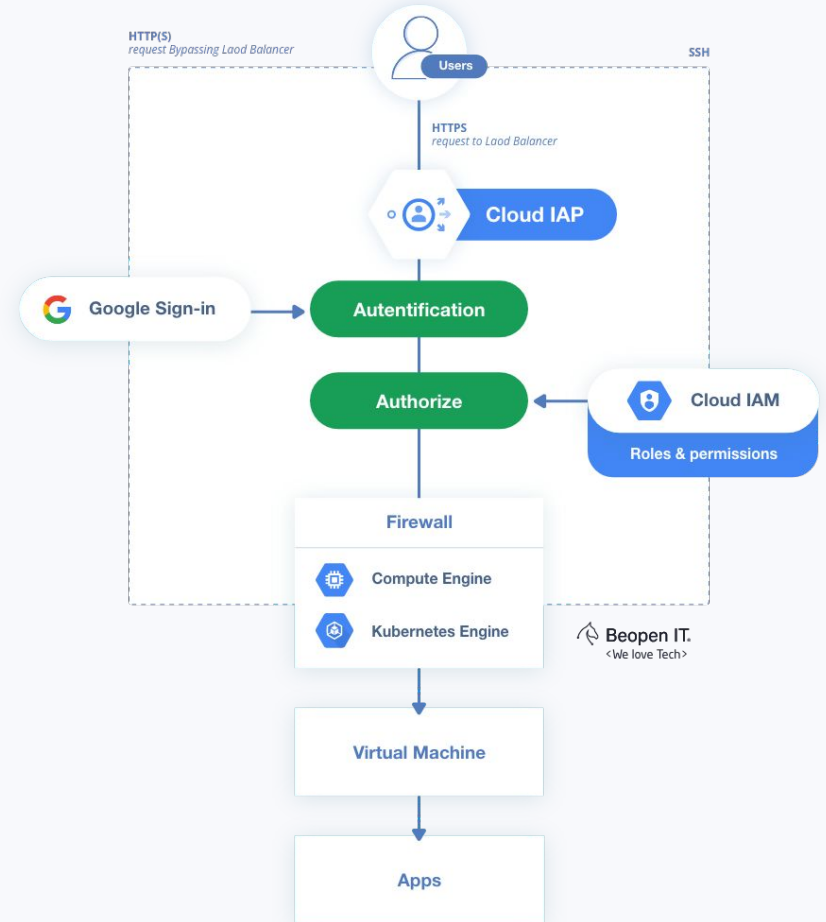 HTTP(S)
request Bypassing Laod Balancer
SSH
Users
HTTPS
request to Laod Balancer
Cloud IAP
Google Sign-in
Autentification
Authorize
Cloud IAM
Roles & permissions
Firewall
Compute Engine
Kubernetes Engine
Beopen IT.
<We love Tech>
Virtual Machine
Apps